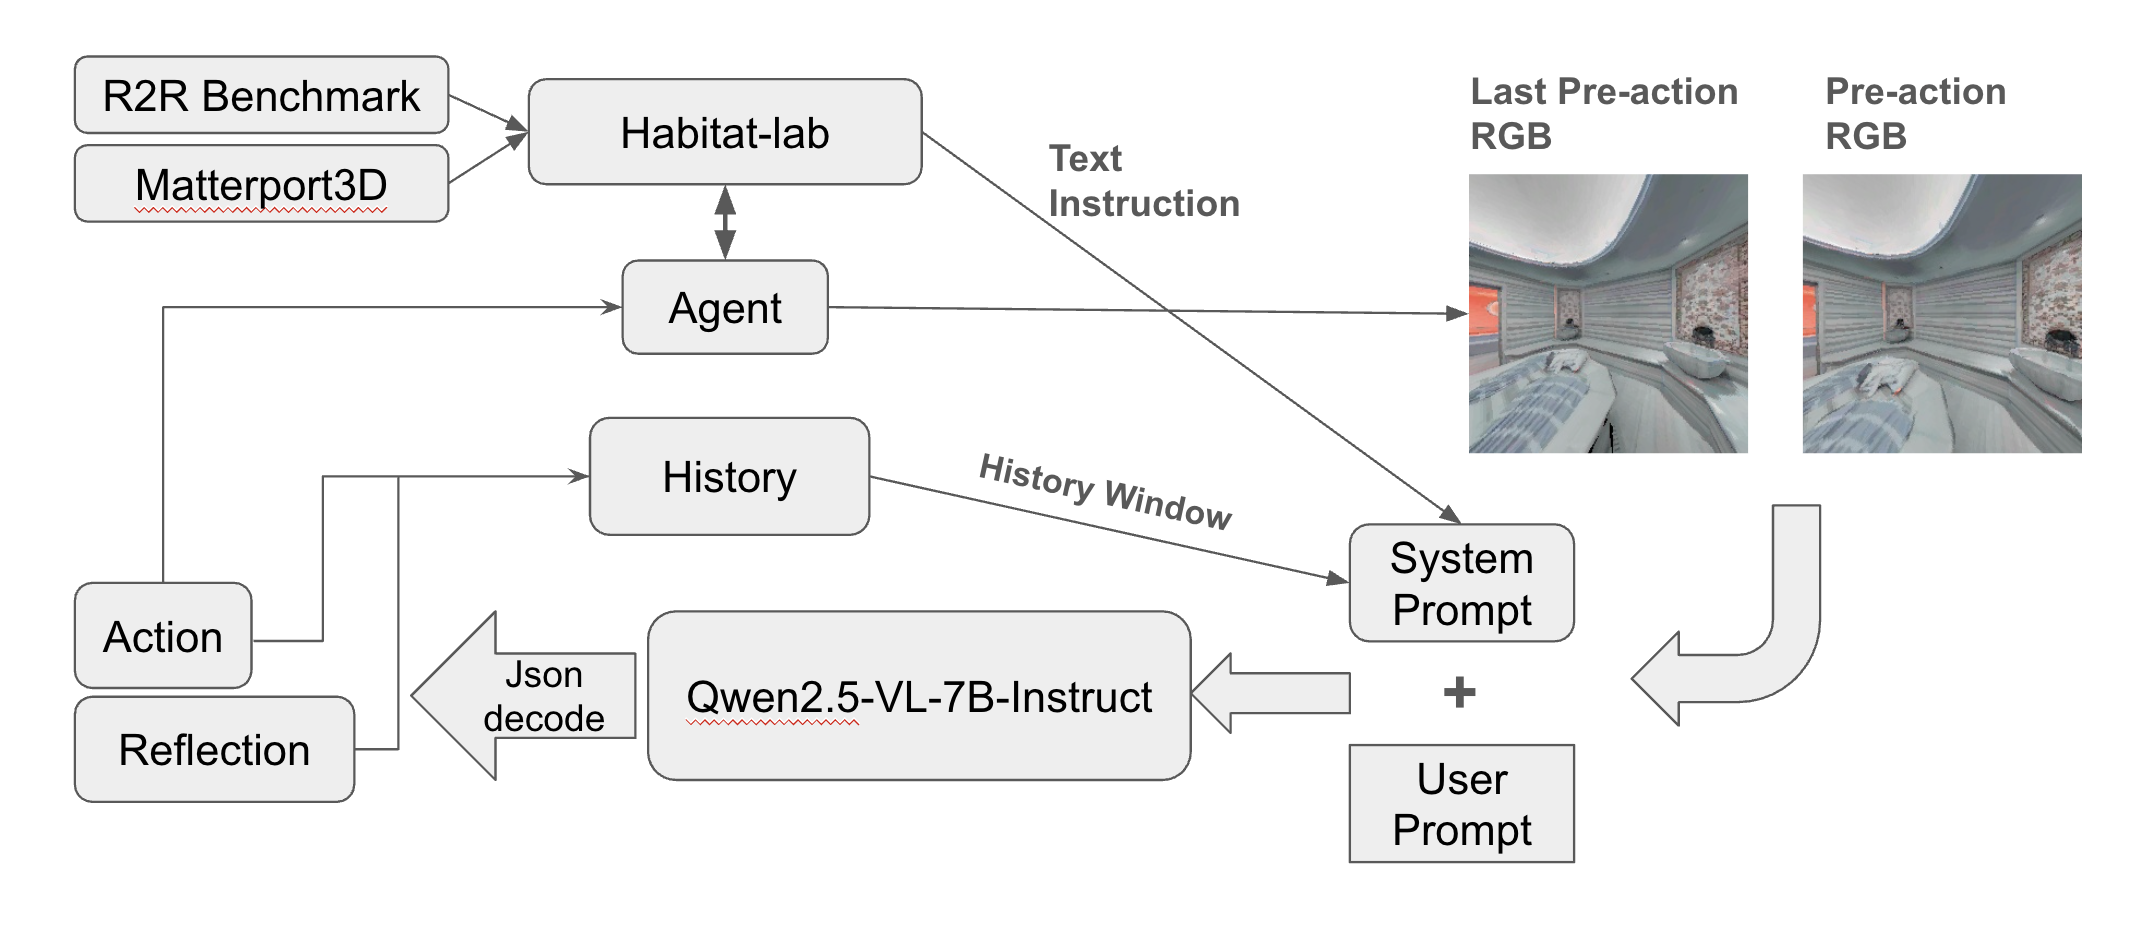 R2R Benchmark
Matterport3D
Habitat-lab
Agent
Text
Instruction
Last Pre-action
RGB
Pre-action
RGB
History
History Window
System
Prompt
+
User
Prompt
Qwen2.5-VL-7B-Instruct
Json
decode
Action
Reflection